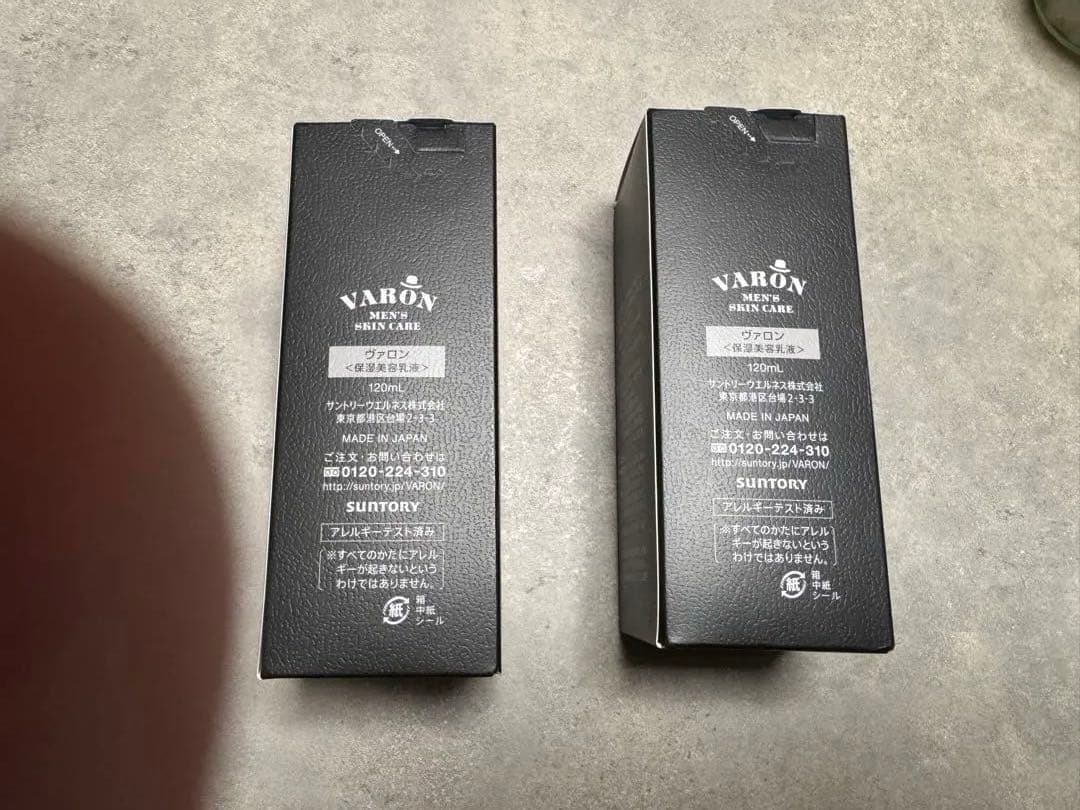 OPEN→
VARON
MEN'S
SKIN CARE
ヴァロン
＜保湿美容乳液＞
120mL
サントリーウエルネス株式会社
東京都港区台場2-3-3
MADE IN JAPAN
ご注文・お問い合わせは
0120-224-310
http://suntory.jp/VARON/
SUNTORY
アレルギーテスト済み
※すべてのかたにアレル
ギーが起きないという
わけではありません。
紙
箱
中紙
シール
OPEN→
VARON
MEN'S
SKIN CARE
ヴァロン
＜保湿美容乳液＞
120mL
サントリーウエルネス株式会社
東京都港区台場2-3-3
MADE IN JAPAN
ご注文・お問い合わせは
0120-224-310
http://suntory.jp/VARON/
SUNTORY
アレルギーテスト済み
※すべてのかたにアレル
ギーが起きないという
わけではありません。
紙
箱
中紙
シール